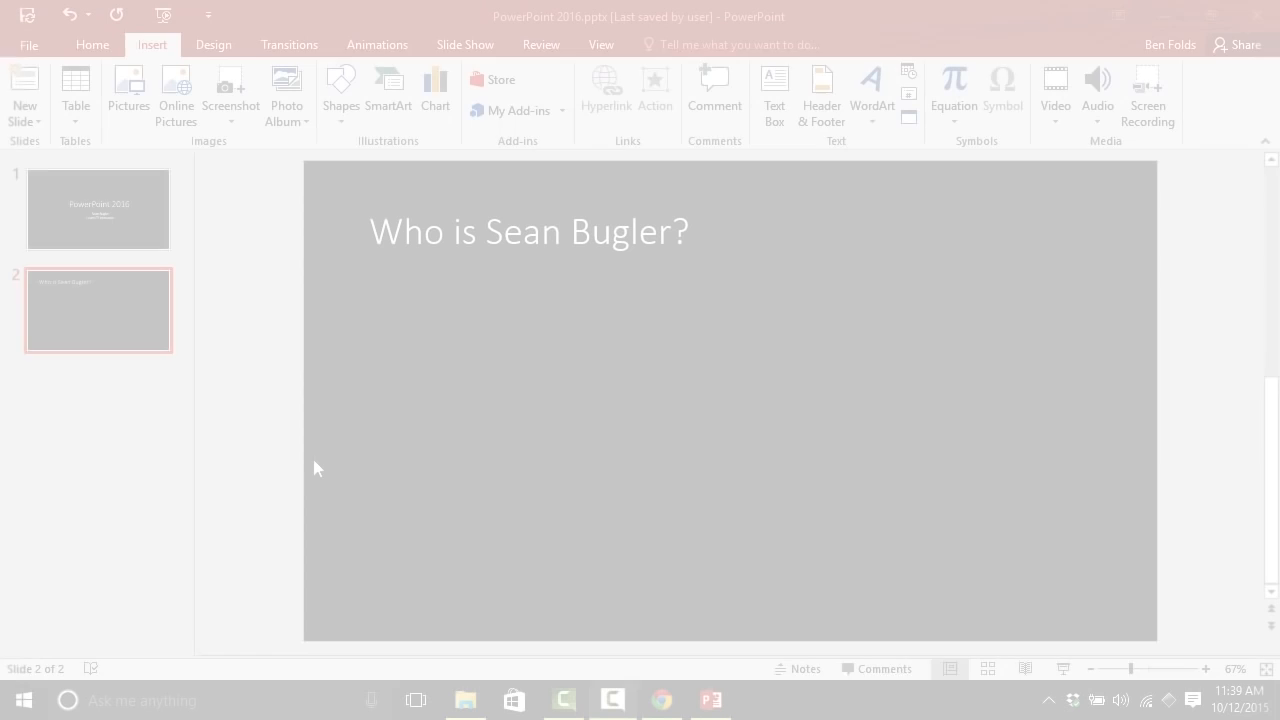 PowerPoint 2016.pptx [Last saved by user] - PowerPoint
File Home Insert Design Transitions Animations Slide Show Review View Tell me what you want to do... Ben Folds Share
New Slide Table Pictures Online Pictures Screenshot Photo Album Shapes SmartArt Chart Store My Add-ins Hyperlink Action Comment Text Box Header & Footer WordArt Equation Symbol Video Audio Screen Recording
Slides Tables Images Illustrations Add-ins Links Comments Text Symbols Media
1
PowerPoint 2016
2
Who is Sean Bugler?
Who is Sean Bugler?
Slide 2 of 2 Notes Comments 67%
Ask me anything 11:39 AM
10/12/2015